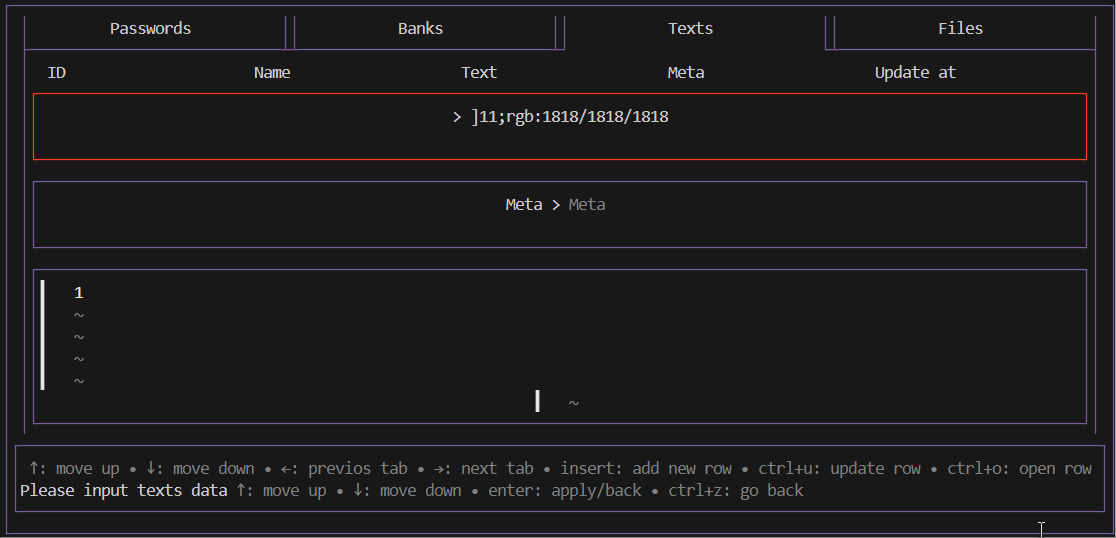 Passwords Banks Texts Files
ID Name Text Meta Update at
> ]11;rgb:1818/1818/1818
Meta > Meta
1
~
~
~
~
~
↑: move up • ↓: move down • ←: previos tab • →: next tab • insert: add new row • ctrl+u: update row • ctrl+o: open row
Please input texts data ↑: move up • ↓: move down • enter: apply/back • ctrl+z: go back